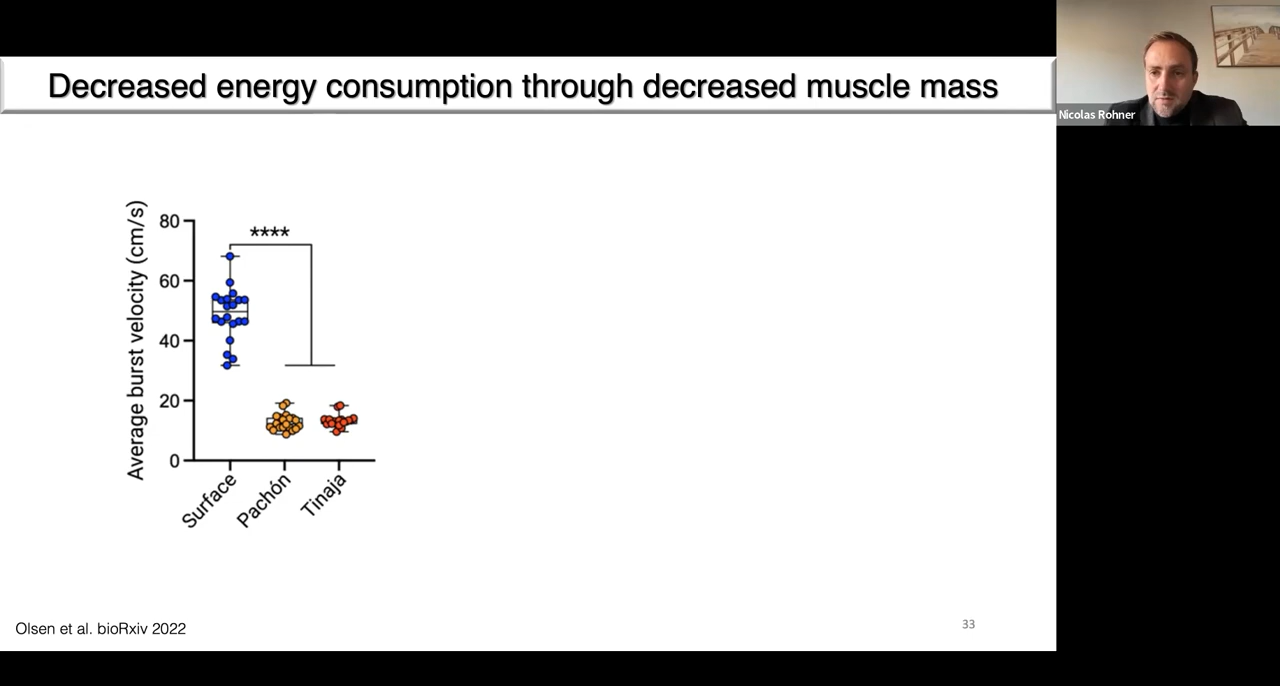 Decreased energy consumption through decreased muscle mass
Nicolas Rohner
Average burst velocity (cm/s)
80
60
40
20
0
****
Surface
Pachón
Tinaja
Olsen et al. bioRxiv 2022
33